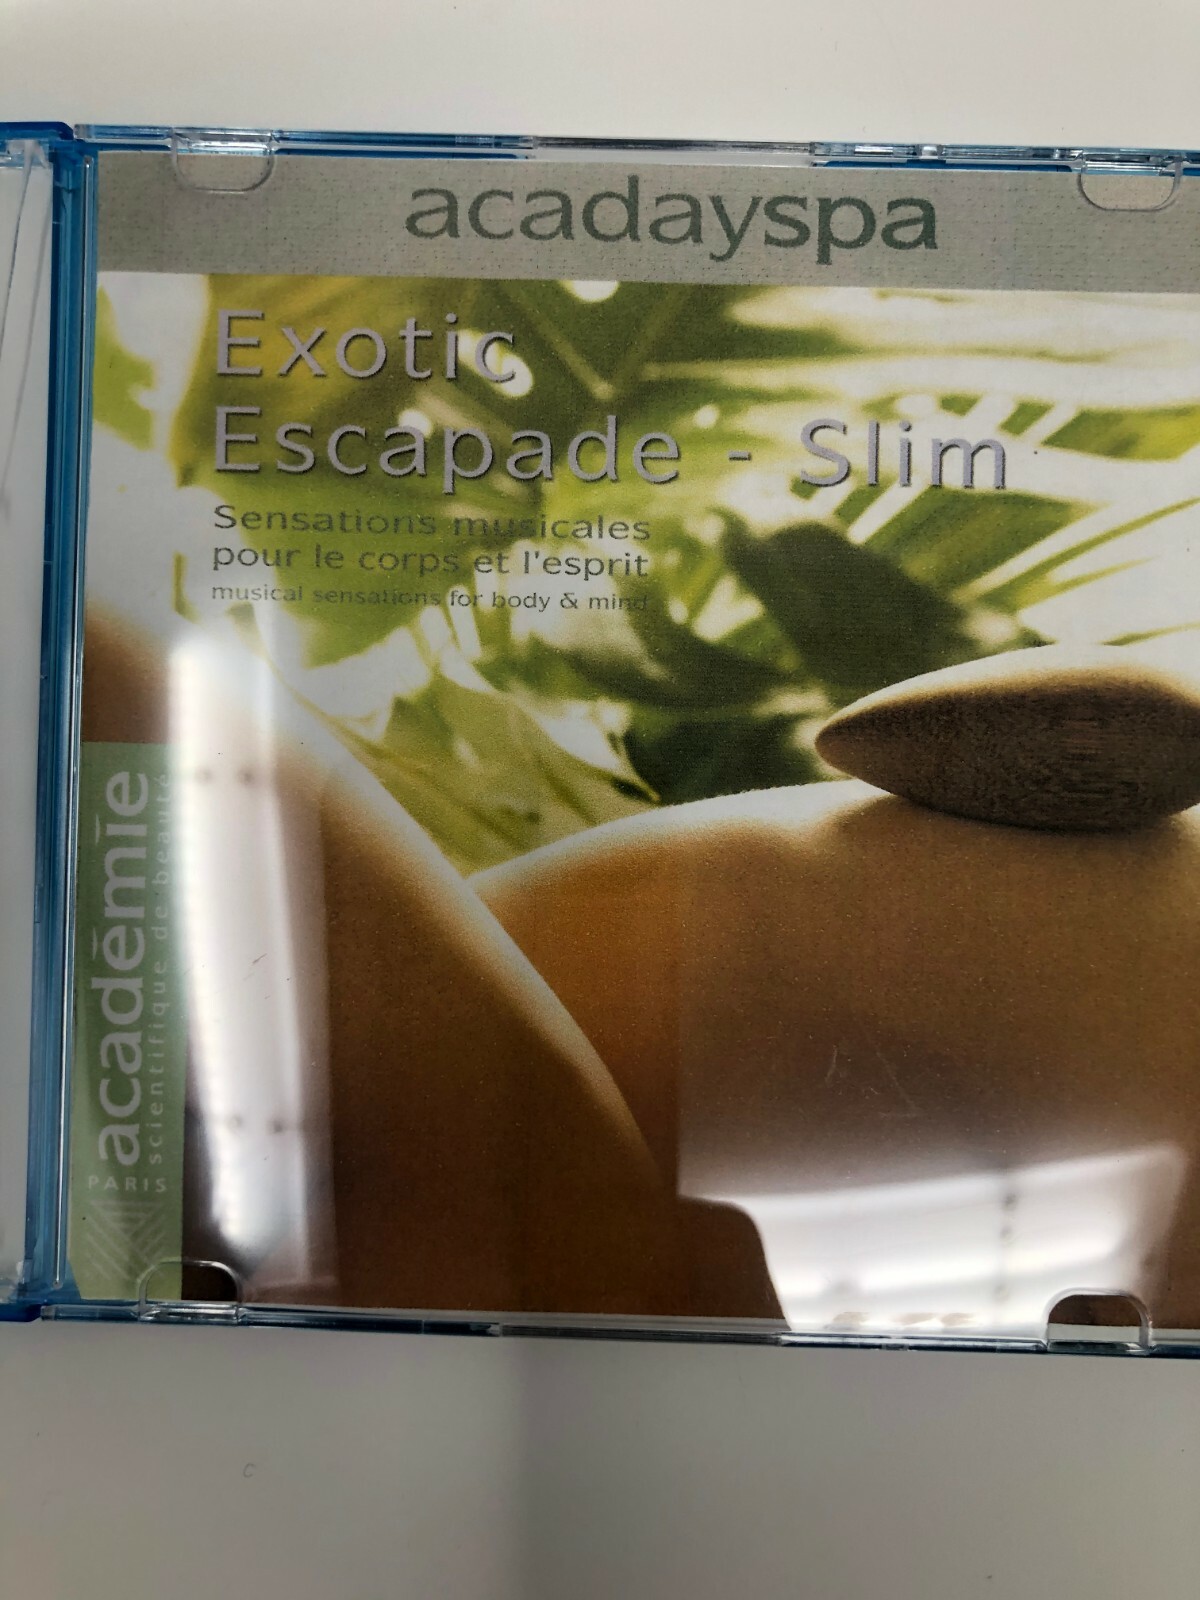 acadayspa
Exotic
Escapade - Slim
Sensations musicales
pour le corps et l'esprit
musical sensations for body & mind
académie
scientifique de beauté
PARIS